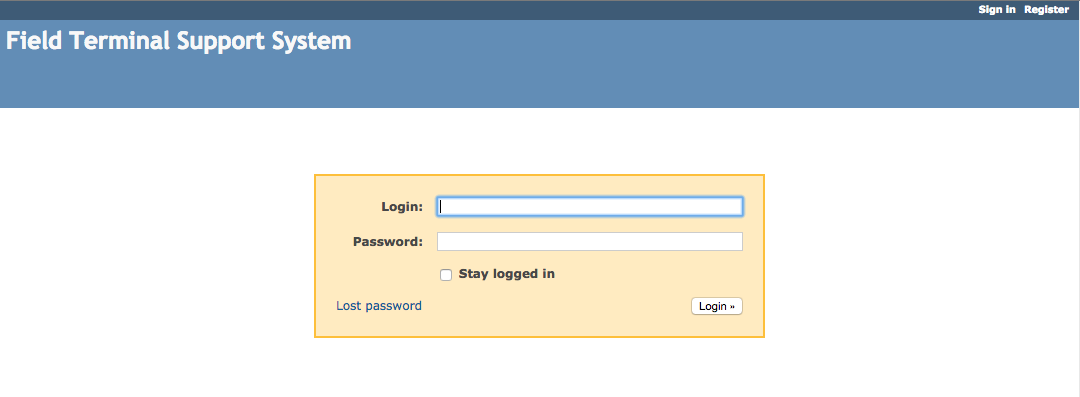 Sign in Register
Field Terminal Support System
Login:
Password:
Stay logged in
Lost password
Login »